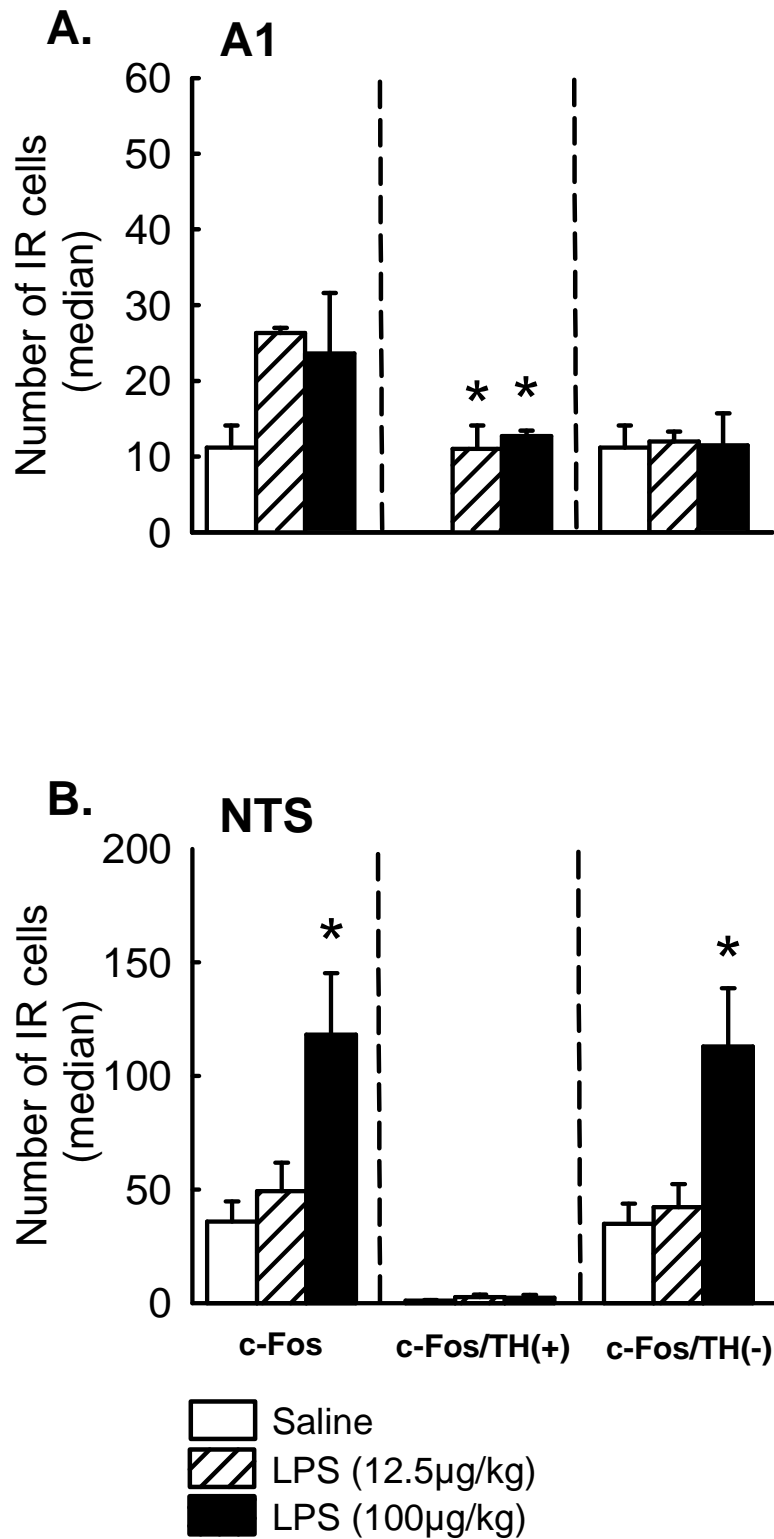 A.
A1
Number of IR cells
(median)
60
50
40
30
20
10
0
* *
B.
NTS
Number of IR cells
(median)
200
150
100
50
0
* *
c-Fos c-Fos/TH(+) c-Fos/TH(-)
Saline
LPS (12.5µg/kg)
LPS (100µg/kg)